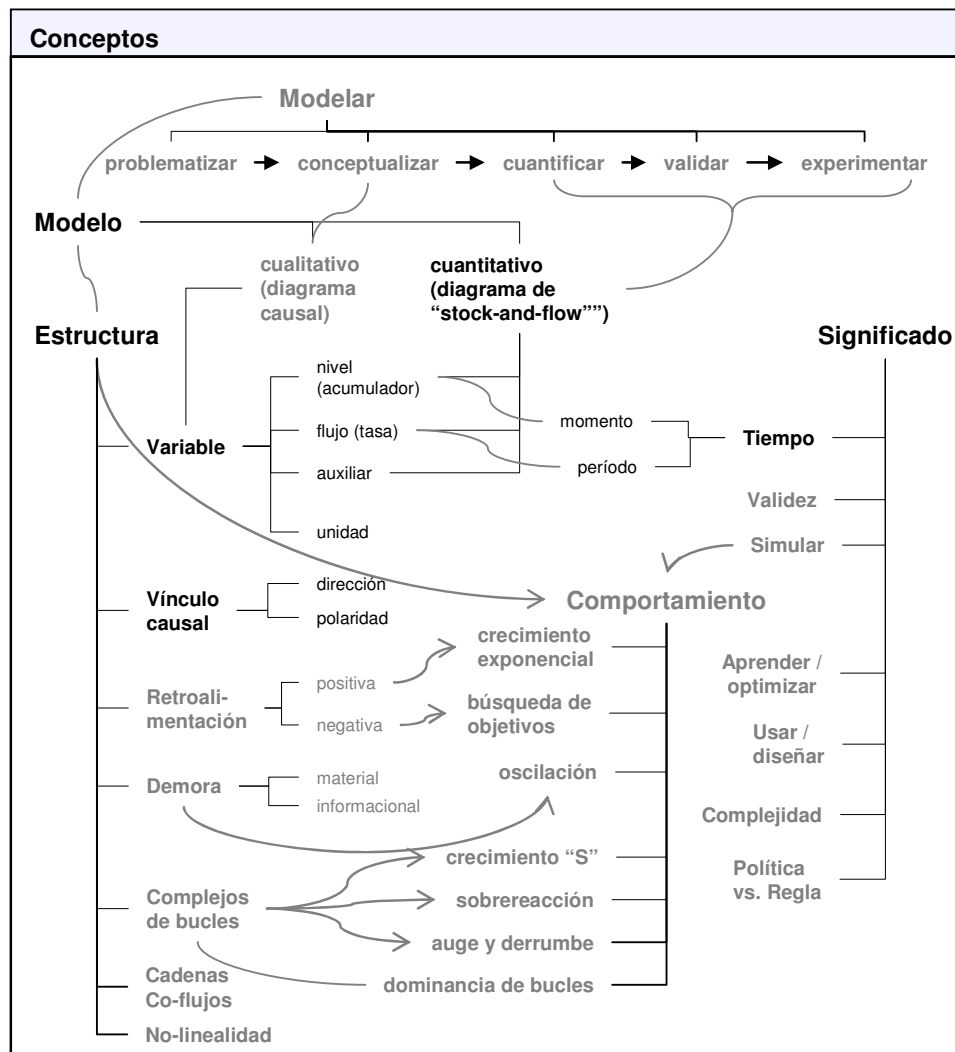 Conceptos
Modelar
problematizar
conceptualizar
cuantificar
validar
experimentar
Modelo
cualitativo
(diagrama
causal)
cuantitativo
(diagrama de
“stock-and-flow””)
Estructura
Significado
nivel
(acumulador)
momento
Variable
flujo (tasa)
Tiempo
auxiliar
período
Validez
unidad
Simular
Vínculo
causal
dirección
polaridad
Comportamiento
crecimiento
exponencial
Retroali-
mentación
positiva
negativa
búsqueda de
objetivos
Aprender /
optimizar
Usar /
diseñar
Demora
material
informacional
oscilación
Complejidad
crecimiento “S”
Política
vs. Regla
Complejos
de bucles
sobrereacción
auge y derrumbe
dominancia de bucles
Cadenas
Co-flujos
No-linealidad